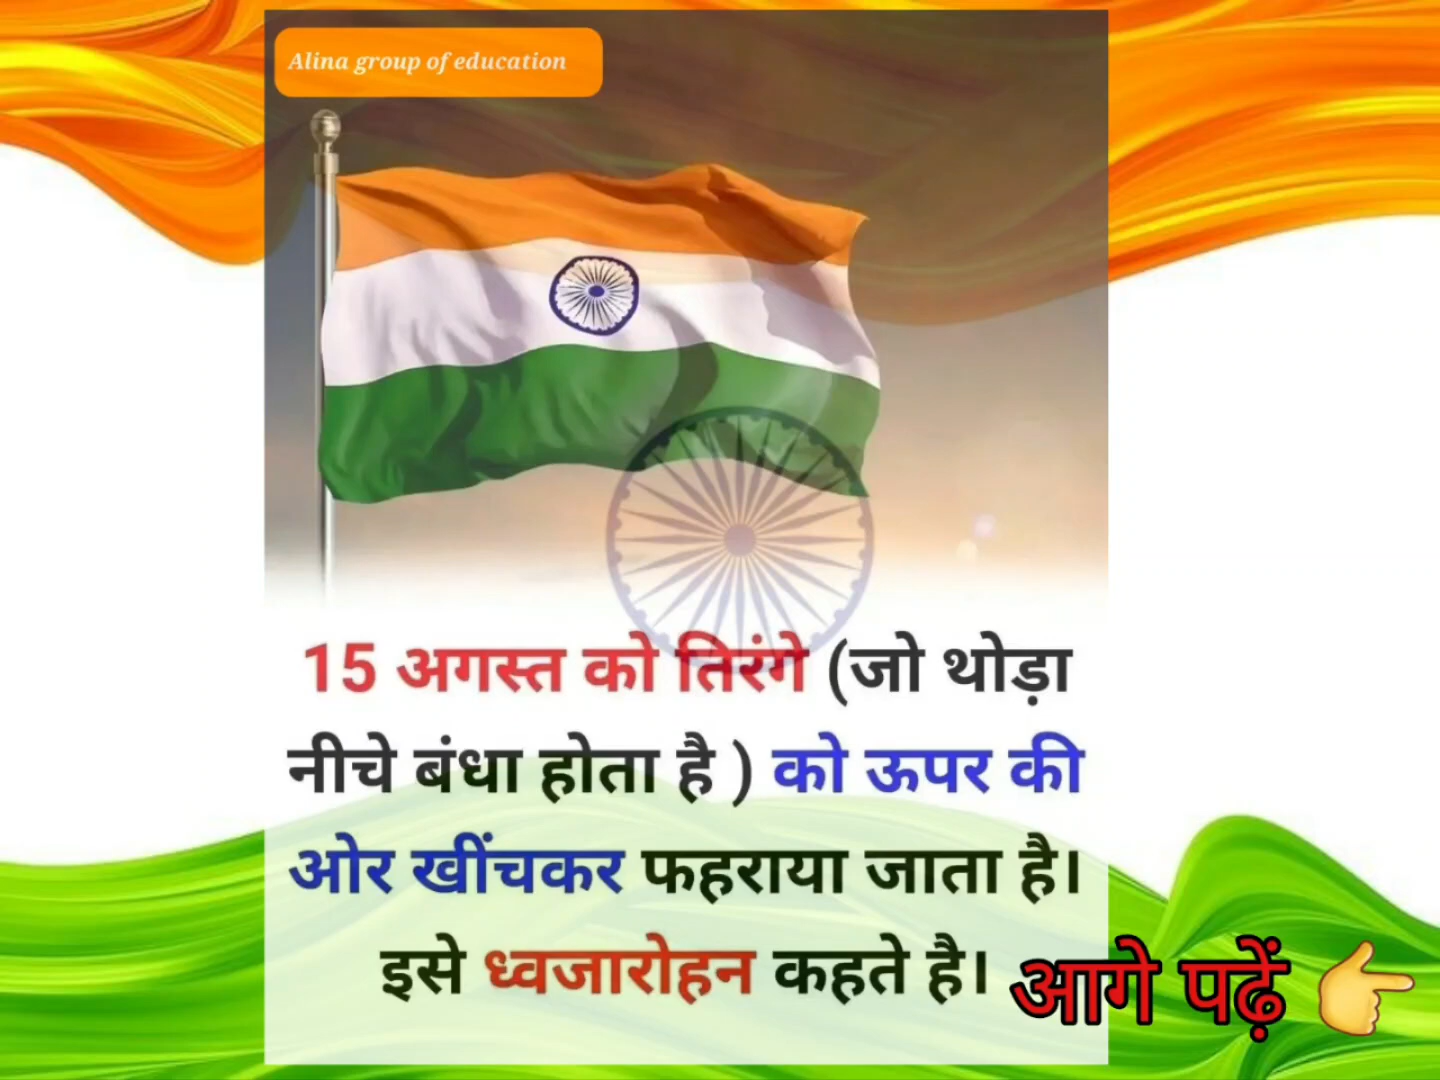 Alina group of education
15 अगस्त को तिरंगे (जो थोड़ा
नीचे बंधा होता है ) को ऊपर की
ओर खींचकर फहराया जाता है।
इसे ध्वजारोहन कहते है।
आगे पढ़ें